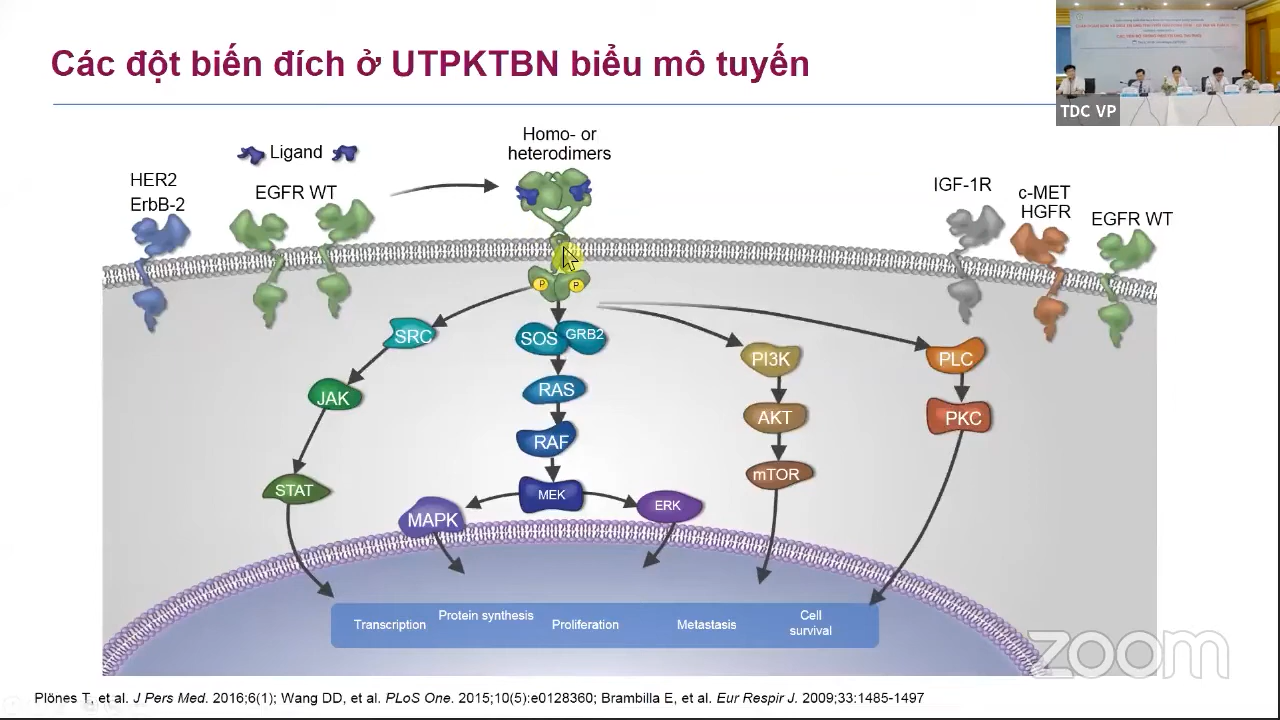 Các đột biến đích ở UTPKTBN biểu mô tuyến
TDC VP
Homo- or
heterodimers
Ligand
HER2
ErbB-2
EGFR WT
IGF-1R
c-MET
HGFR
EGFR WT
P
P
SRC
SOS
GRB2
PI3K
PLC
JAK
RAS
AKT
PKC
RAF
STAT
MEK
mTOR
MAPK
ERK
Transcription
Protein synthesis
Proliferation
Metastasis
Cell
survival
zoom
Plönes T, et al. J Pers Med. 2016;6(1); Wang DD, et al. PLoS One. 2015;10(5):e0128360; Brambilla E, et al. Eur Respir J. 2009;33:1485-1497